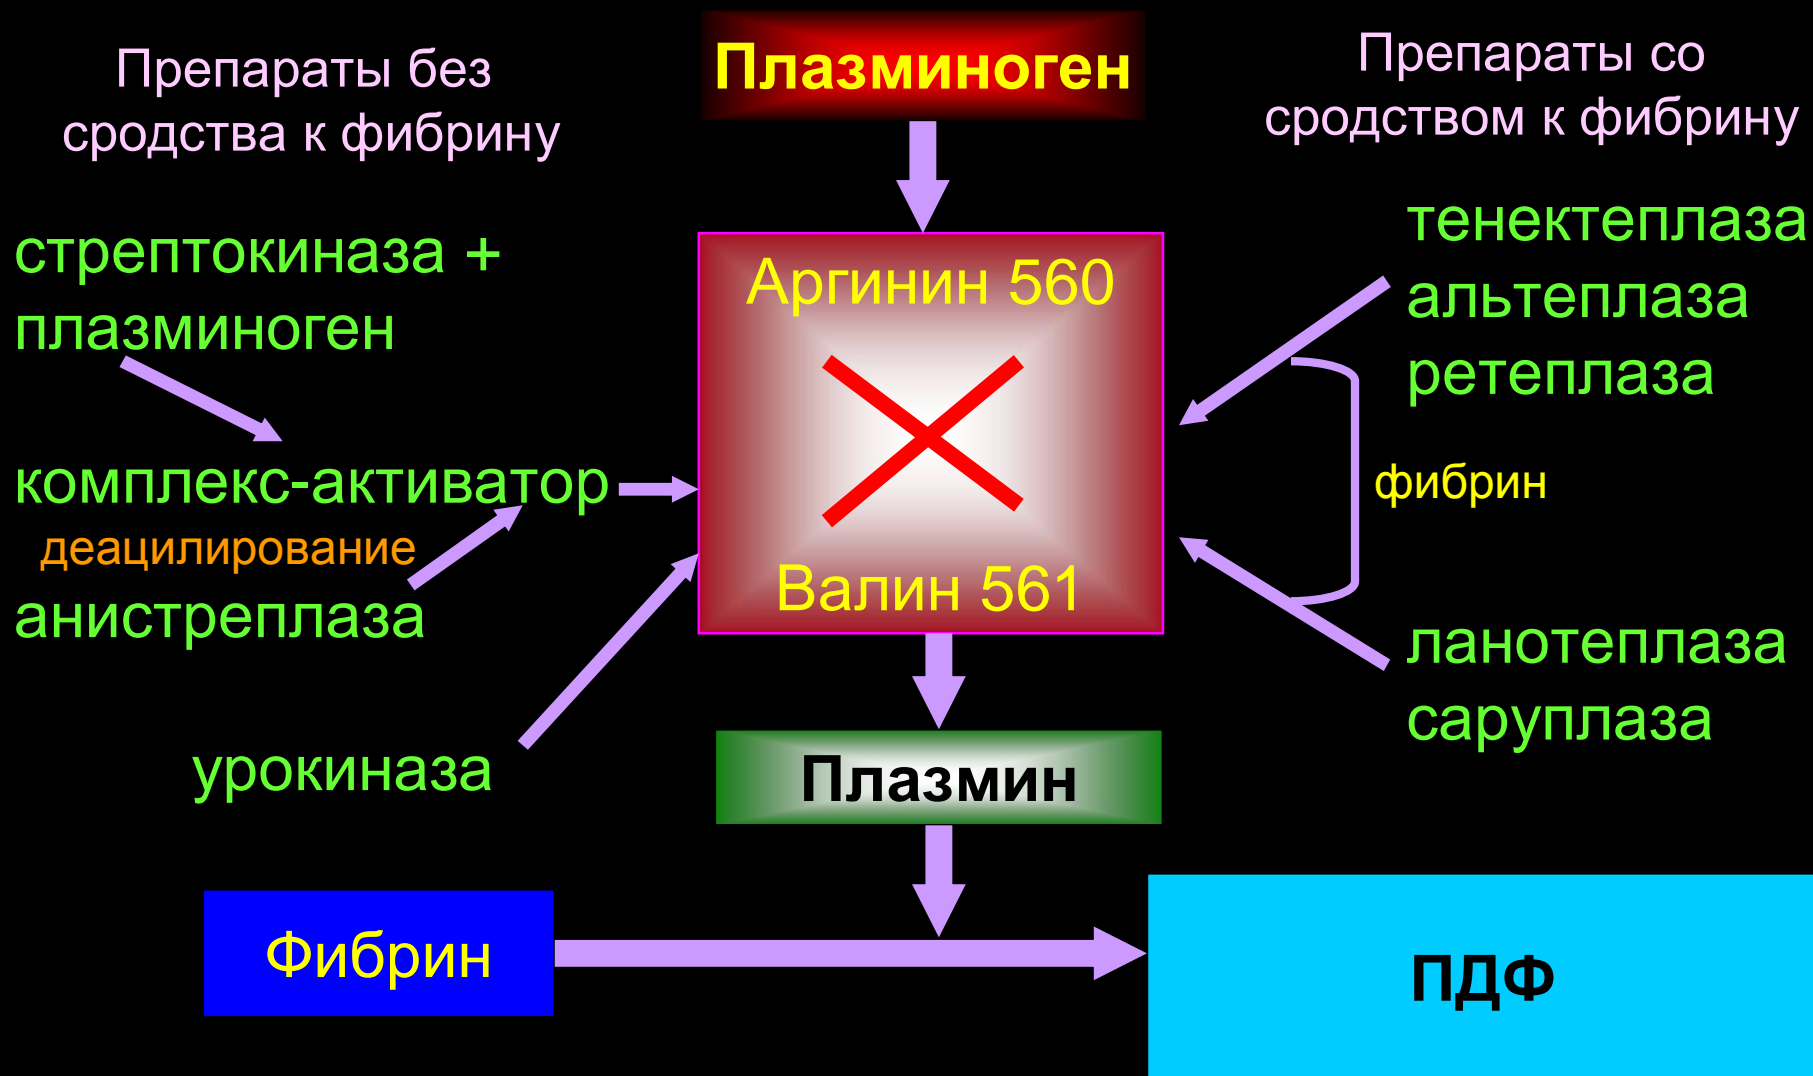 Препараты без
сродства к фибрину
Плазминоген
Препараты со
сродством к фибрину
стрептокиназа +
плазминоген
комплекс-активатор
деацилирование
анистреплаза
урокиназа
Аргинин 560
Валин 561
тенектеплаза
альтеплаза
ретеплаза
фибрин
ланотеплаза
саруплаза
Плазмин
Фибрин
ПДФ